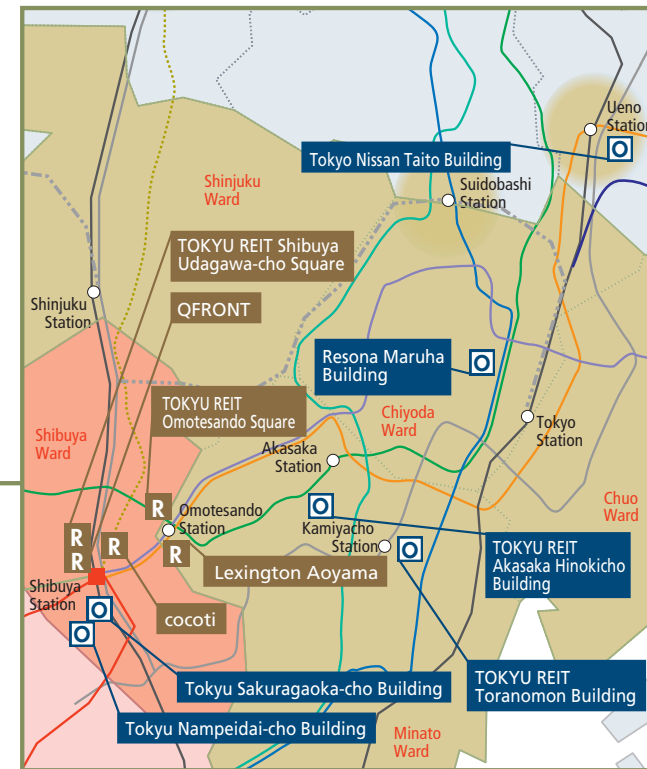 Ueno
Station
O
Tokyo Nissan Taito Building
Suidobashi
Station
Shinjuku
Ward
TOKYU REIT Shibuya
Udagawa-cho Square
QFRONT
Shinjuku
Station
Resona Maruha
Building
O
TOKYU REIT
Omotesando Square
Chiyoda
Ward
Tokyo
Station
Shibuya
Ward
Akasaka
Station
Chuo
Ward
R
Omotesando
Station
O
Kamiyacho
Station
O
R
R
R
R
TOKYU REIT
Akasaka Hinokicho
Building
Lexington Aoyama
Shibuya
Station
cocoti
O
O
Tokyu Sakuragaoka-cho Building
TOKYU REIT
Toranomon Building
Tokyu Nampeidai-cho Building
Minato
Ward